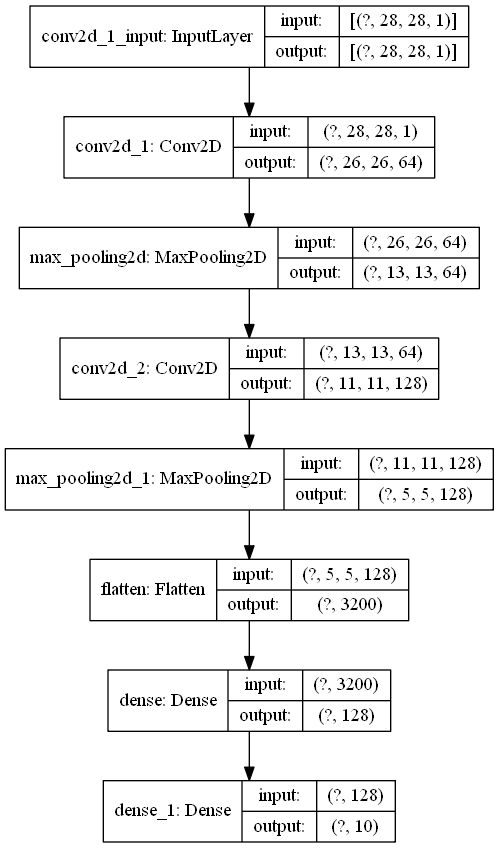 conv2d_1_input: InputLayer input: [(?, 28, 28, 1)]
output: [(?, 28, 28, 1)]
conv2d_1: Conv2D input: (?, 28, 28, 1)
output: (?, 26, 26, 64)
max_pooling2d: MaxPooling2D input: (?, 26, 26, 64)
output: (?, 13, 13, 64)
conv2d_2: Conv2D input: (?, 13, 13, 64)
output: (?, 11, 11, 128)
max_pooling2d_1: MaxPooling2D input: (?, 11, 11, 128)
output: (?, 5, 5, 128)
flatten: Flatten input: (?, 5, 5, 128)
output: (?, 3200)
dense: Dense input: (?, 3200)
output: (?, 128)
dense_1: Dense input: (?, 128)
output: (?, 10)